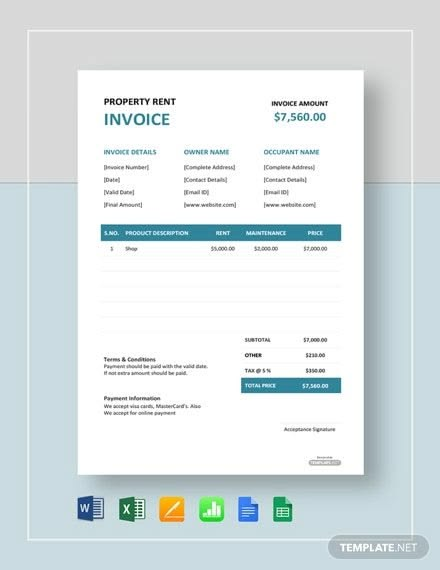 PROPERTY RENT
INVOICE
INVOICE AMOUNT
$7,560.00
INVOICE DETAILS OWNER NAME OCCUPANT NAME
[Invoice Number] [Complete Address] [Complete Address]
[Date] [Contact Details] [Contact Details]
[Valid Date] [Email ID] [Email ID]
[Final Amount] [www.website.com] [www.website.com]
S.NO. PRODUCT DESCRIPTION RENT MAINTENANCE PRICE
1 Shop $5,000.00 $2,000.00 $7,000.00
SUBTOTAL $7,000.00
OTHER $210.00
TAX @ 5 % $350.00
TOTAL PRICE $7,560.00
Terms & Conditions
Payment should be paid with the valid date.
If not extra amount should be paid.
Payment Information
We accept visa cards, MasterCard's. Also
We accept for online payment
Acceptance Signature
TEMPLATE.NET
W
X
TEMPLATE.NET